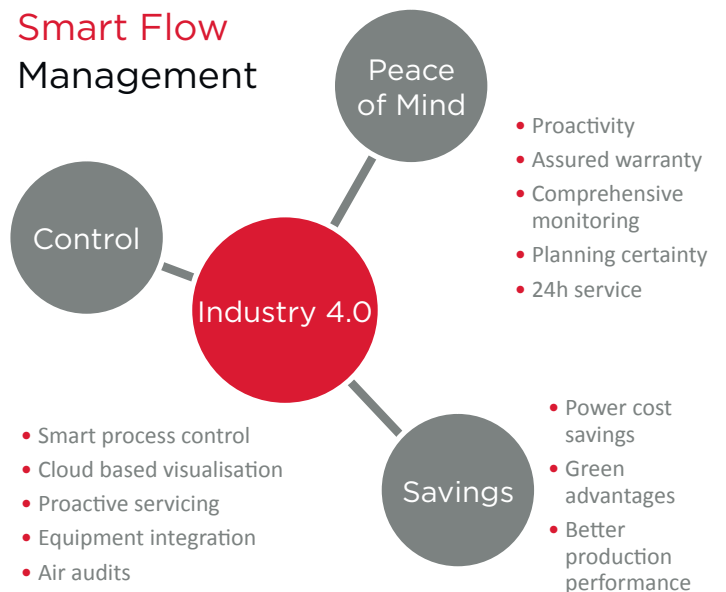 Smart Flow
Management
Peace
of Mind
• Proactivity
• Assured warranty
• Comprehensive
monitoring
• Planning certainty
• 24h service
Control
Industry 4.0
• Smart process control
• Cloud based visualisation
• Proactive servicing
• Equipment integration
• Air audits
Savings
• Power cost
savings
• Green
advantages
• Better
production
performance